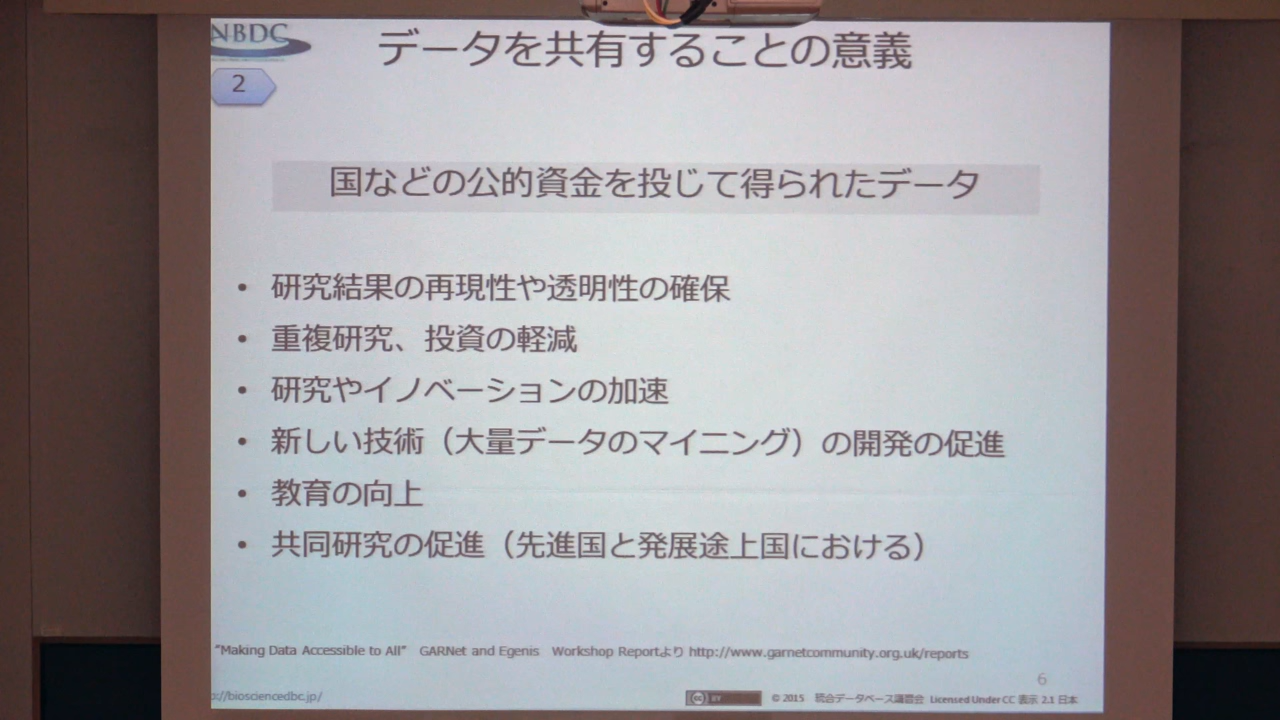 NBDC
データを共有することの意義
2
国などの公的資金を投じて得られたデータ
• 研究結果の再現性や透明性の確保
• 重複研究、投資の軽減
• 研究やイノベーションの加速
• 新しい技術（大量データのマイニング）の開発の促進
• 教育の向上
• 共同研究の促進（先進国と発展途上国における）
“Making Data Accessible to All” GARNet and Egenis Workshop Reportより http://www.garnetcommunity.org.uk/reports
6
://biosciencedbc.jp/
cc BY © 2015 統合データベース講習会 Licensed Under CC 表示 2.1 日本